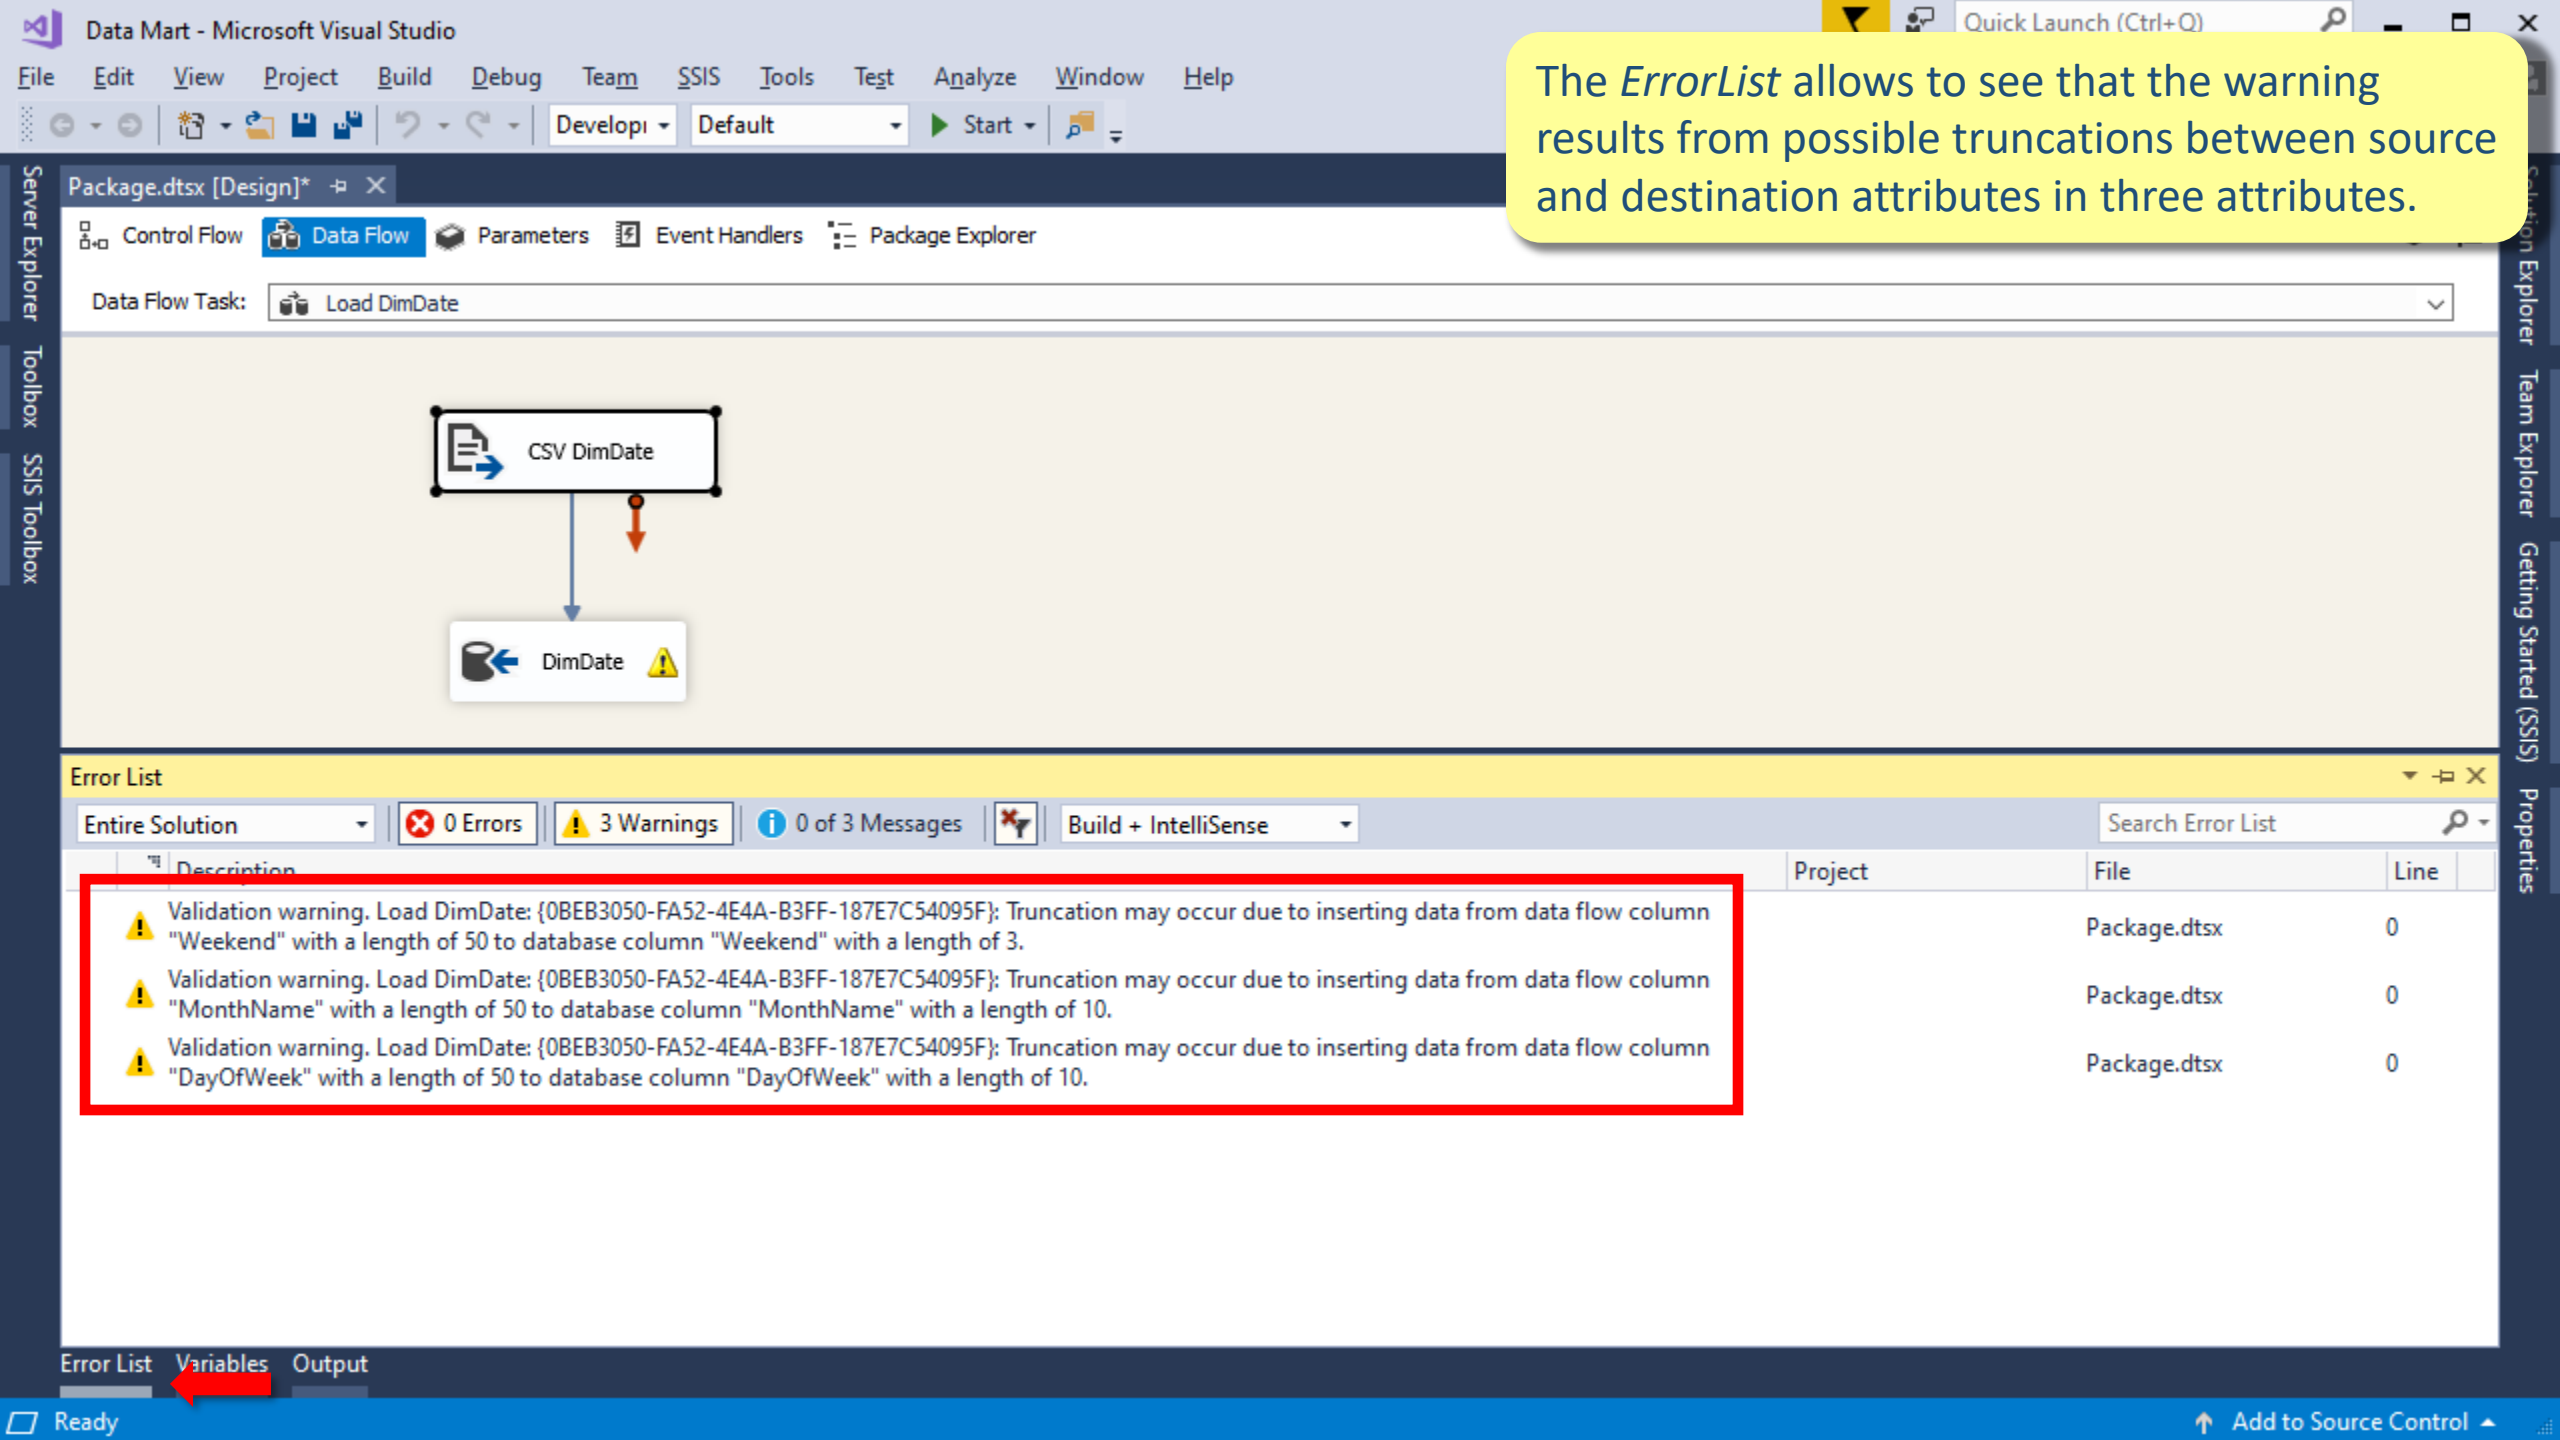 Data Mart - Microsoft Visual Studio
Quick Launch (Ctrl+Q)
File Edit View Project Build Debug Team SSIS Tools Test Analyze Window Help
Default Start
The ErrorList allows to see that the warning
results from possible truncations between source
and destination attributes in three attributes.
Package.dtsx [Design]*
Control Flow Data Flow Parameters Event Handlers Package Explorer
Data Flow Task: Load DimDate
Server Explorer
Toolbox
SSIS Toolbox
CSV DimDate
DimDate
Explorer
Team Explorer
Getting Started (SSIS)
Properties
Error List
Entire Solution 0 Errors 3 Warnings 0 of 3 Messages Build + IntelliSense Search Error List
Description Project File Line
Validation warning. Load DimDate: {0BEB3050-FA52-4E4A-B3FF-187E7C54095F}: Truncation may occur due to inserting data from data flow column
"Weekend" with a length of 50 to database column "Weekend" with a length of 3.
Package.dtsx 0
Validation warning. Load DimDate: {0BEB3050-FA52-4E4A-B3FF-187E7C54095F}: Truncation may occur due to inserting data from data flow column
"MonthName" with a length of 50 to database column "MonthName" with a length of 10.
Package.dtsx 0
Validation warning. Load DimDate: {0BEB3050-FA52-4E4A-B3FF-187E7C54095F}: Truncation may occur due to inserting data from data flow column
"DayOfWeek" with a length of 50 to database column "DayOfWeek" with a length of 10.
Package.dtsx 0
Error List Variables Output
Ready
Add to Source Control